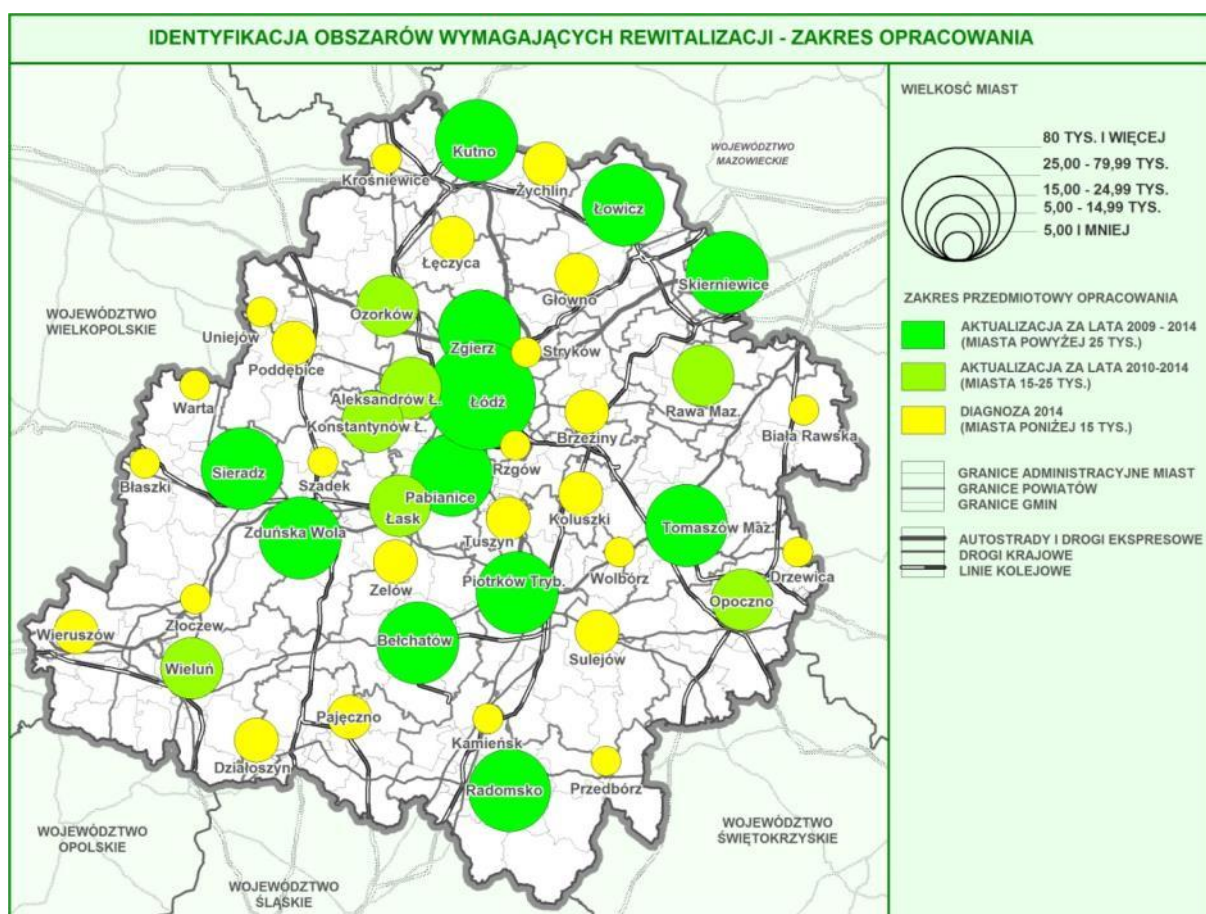 IDENTYFIKACJA OBSZARÓW WYMAGAJĄCYCH REWITALIZACJI - ZAKRES OPRACOWANIA
WOJEWÓDZTWO
MAZOWIECKIE
Kutno
Krośniewice
Żychlin
Łowicz
Łęczyca
Skierniewice
Główno
Ozorków
WOJEWÓDZTWO
WIELKOPOLSKIE
Uniejów
Zgierz
Stryków
Poddębice
Warta
Aleksandrów Ł.
Łódź
Rawa Maz.
Konstantynów Ł.
Brzeziny
Biała Rawska
Rzgów
Sieradz
Błaszki
Szadek
Pabianice
Koluszki
Łask
Zduńska Wola
Tuszyn
Tomaszów Maz.
Zelów
Piotrków Tryb.
Wolbórz
Drzewica
Opoczno
Złoczew
Wieruszów
Bełchatów
Sulejów
Wieluń
Pajęczno
Kamieńsk
Działoszyn
Radomsko
Przedbórz
WOJEWÓDZTWO
OPOLSKIE
WOJEWÓDZTWO
ŚWIĘTOKRZYSKIE
WOJEWÓDZTWO
ŚLĄSKIE
WIELKOSĆ MIAST
80 TYS. I WIĘCEJ
25,00 - 79,99 TYS.
15,00 - 24,99 TYS.
5,00 - 14,99 TYS.
5,00 I MNIEJ
ZAKRES PRZEDMIOTOWY OPRACOWANIA
AKTUALIZACJA ZA LATA 2009 - 2014
(MIASTA POWYŻEJ 25 TYS.)
AKTUALIZACJA ZA LATA 2010-2014
(MIASTA 15-25 TYS.)
DIAGNOZA 2014
(MIASTA PONIŻEJ 15 TYS.)
GRANICE ADMINISTRACYJNE MIAST
GRANICE POWIATÓW
GRANICE GMIN
AUTOSTRADY I DROGI EKSPRESOWE
DROGI KRAJOWE
LINIE KOLEJOWE